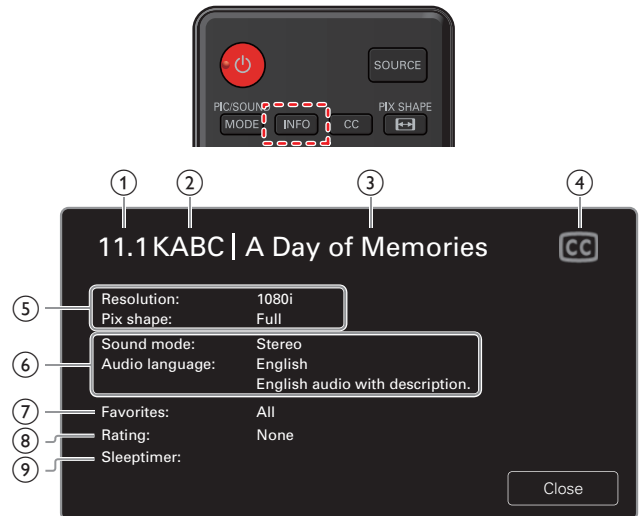 SOURCE
PIC/SOUND PIX SHAPE
MODE INFO CC
1 2 3 4
11.1 KABC | A Day of Memories CC
5 Resolution: 1080i
Pix shape: Full
6 Sound mode: Stereo
Audio language: English
English audio with description.
7 Favorites: All
8 Rating: None
9 Sleeptimer:
Close